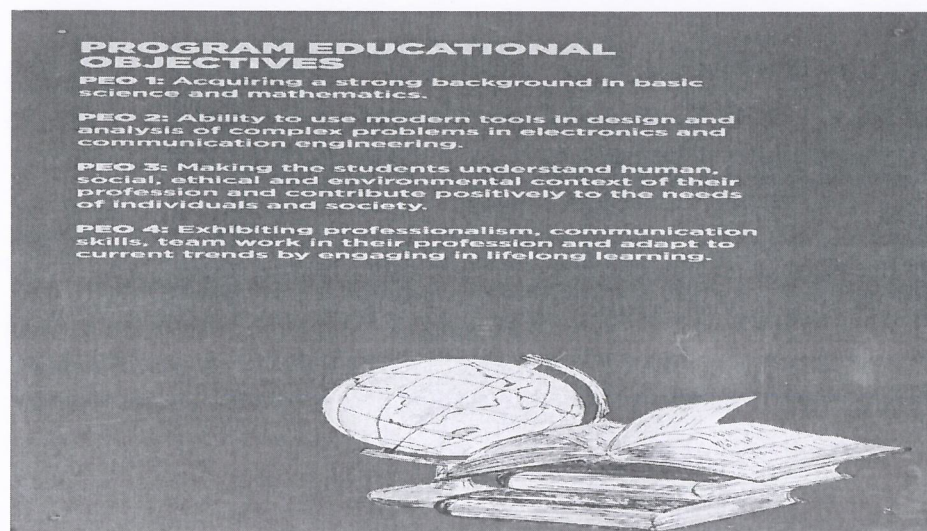 PROGRAM EDUCATIONAL
OBJECTIVES
PEO 1: Acquiring a strong background in basic
science and mathematics.
PEO 2: Ability to use modern tools in design and
analysis of complex problems in electronics and
communication engineering.
PEO 3: Making the students understand human,
social, ethical and environmental context of their
profession and contribute positively to the needs
of individuals and society.
PEO 4: Exhibiting professionalism, communication
skills, team work in their profession and adapt to
current trends by engaging in lifelong learning.